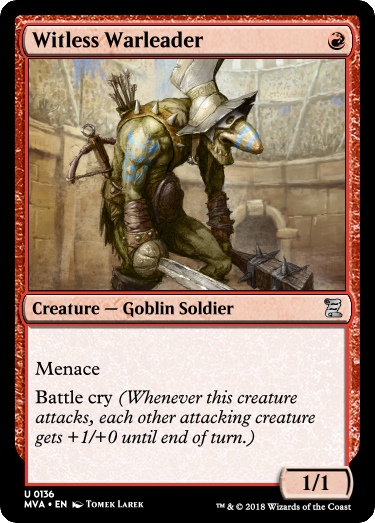 Witless Warleader
Creature — Goblin Soldier
Menace
Battle cry (Whenever this creature
attacks, each other attacking creature
gets +1/+0 until end of turn.)
1/1
U 0136
MVA • EN Tomek Larek
™ & © 2018 Wizards of the Coast